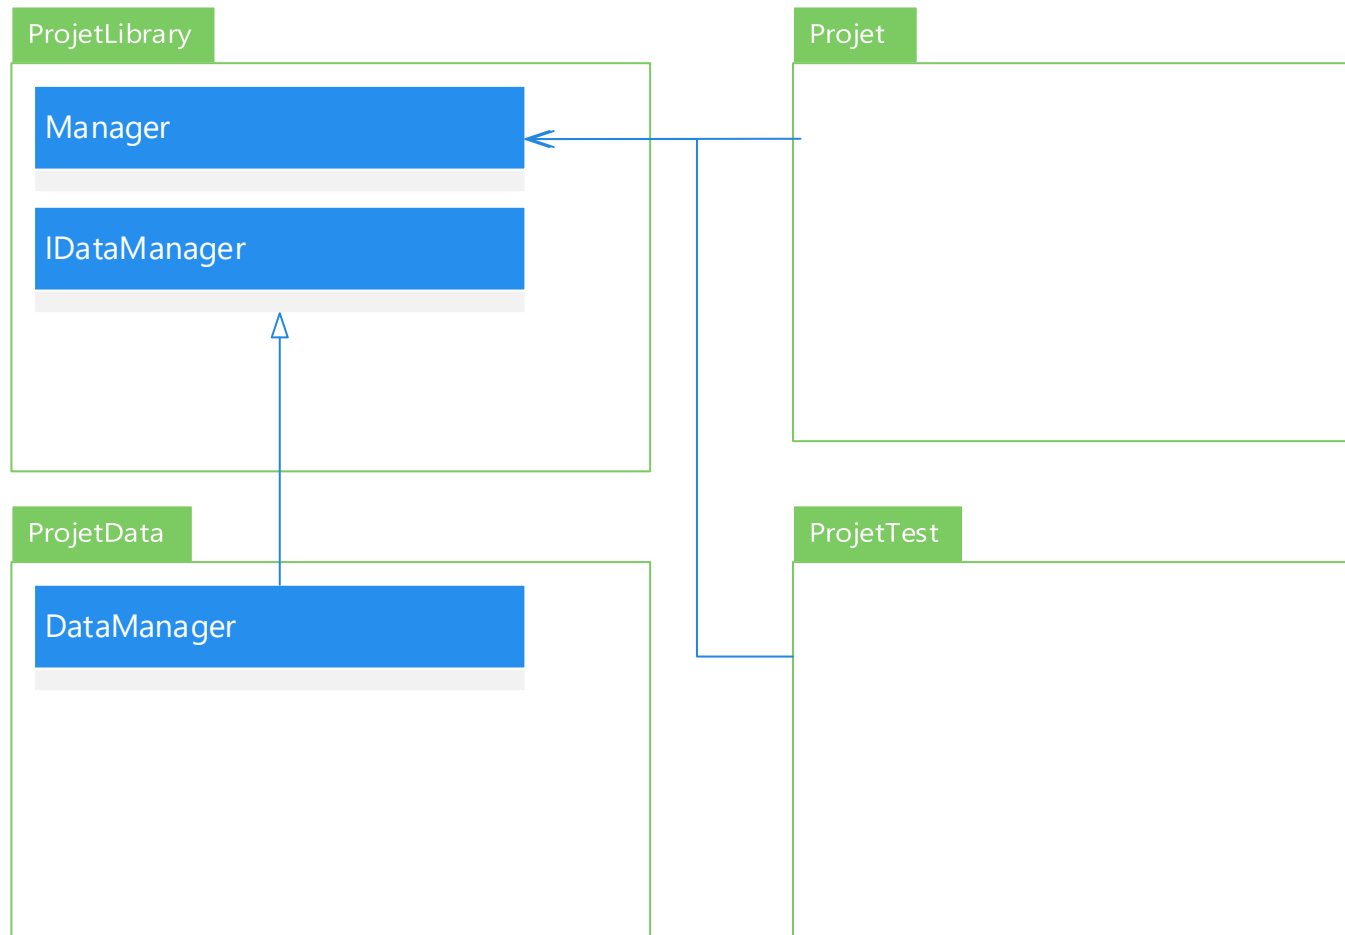 ProjetLibrary
Manager
IDataManager
Projet
ProjetData
DataManager
ProjetTest